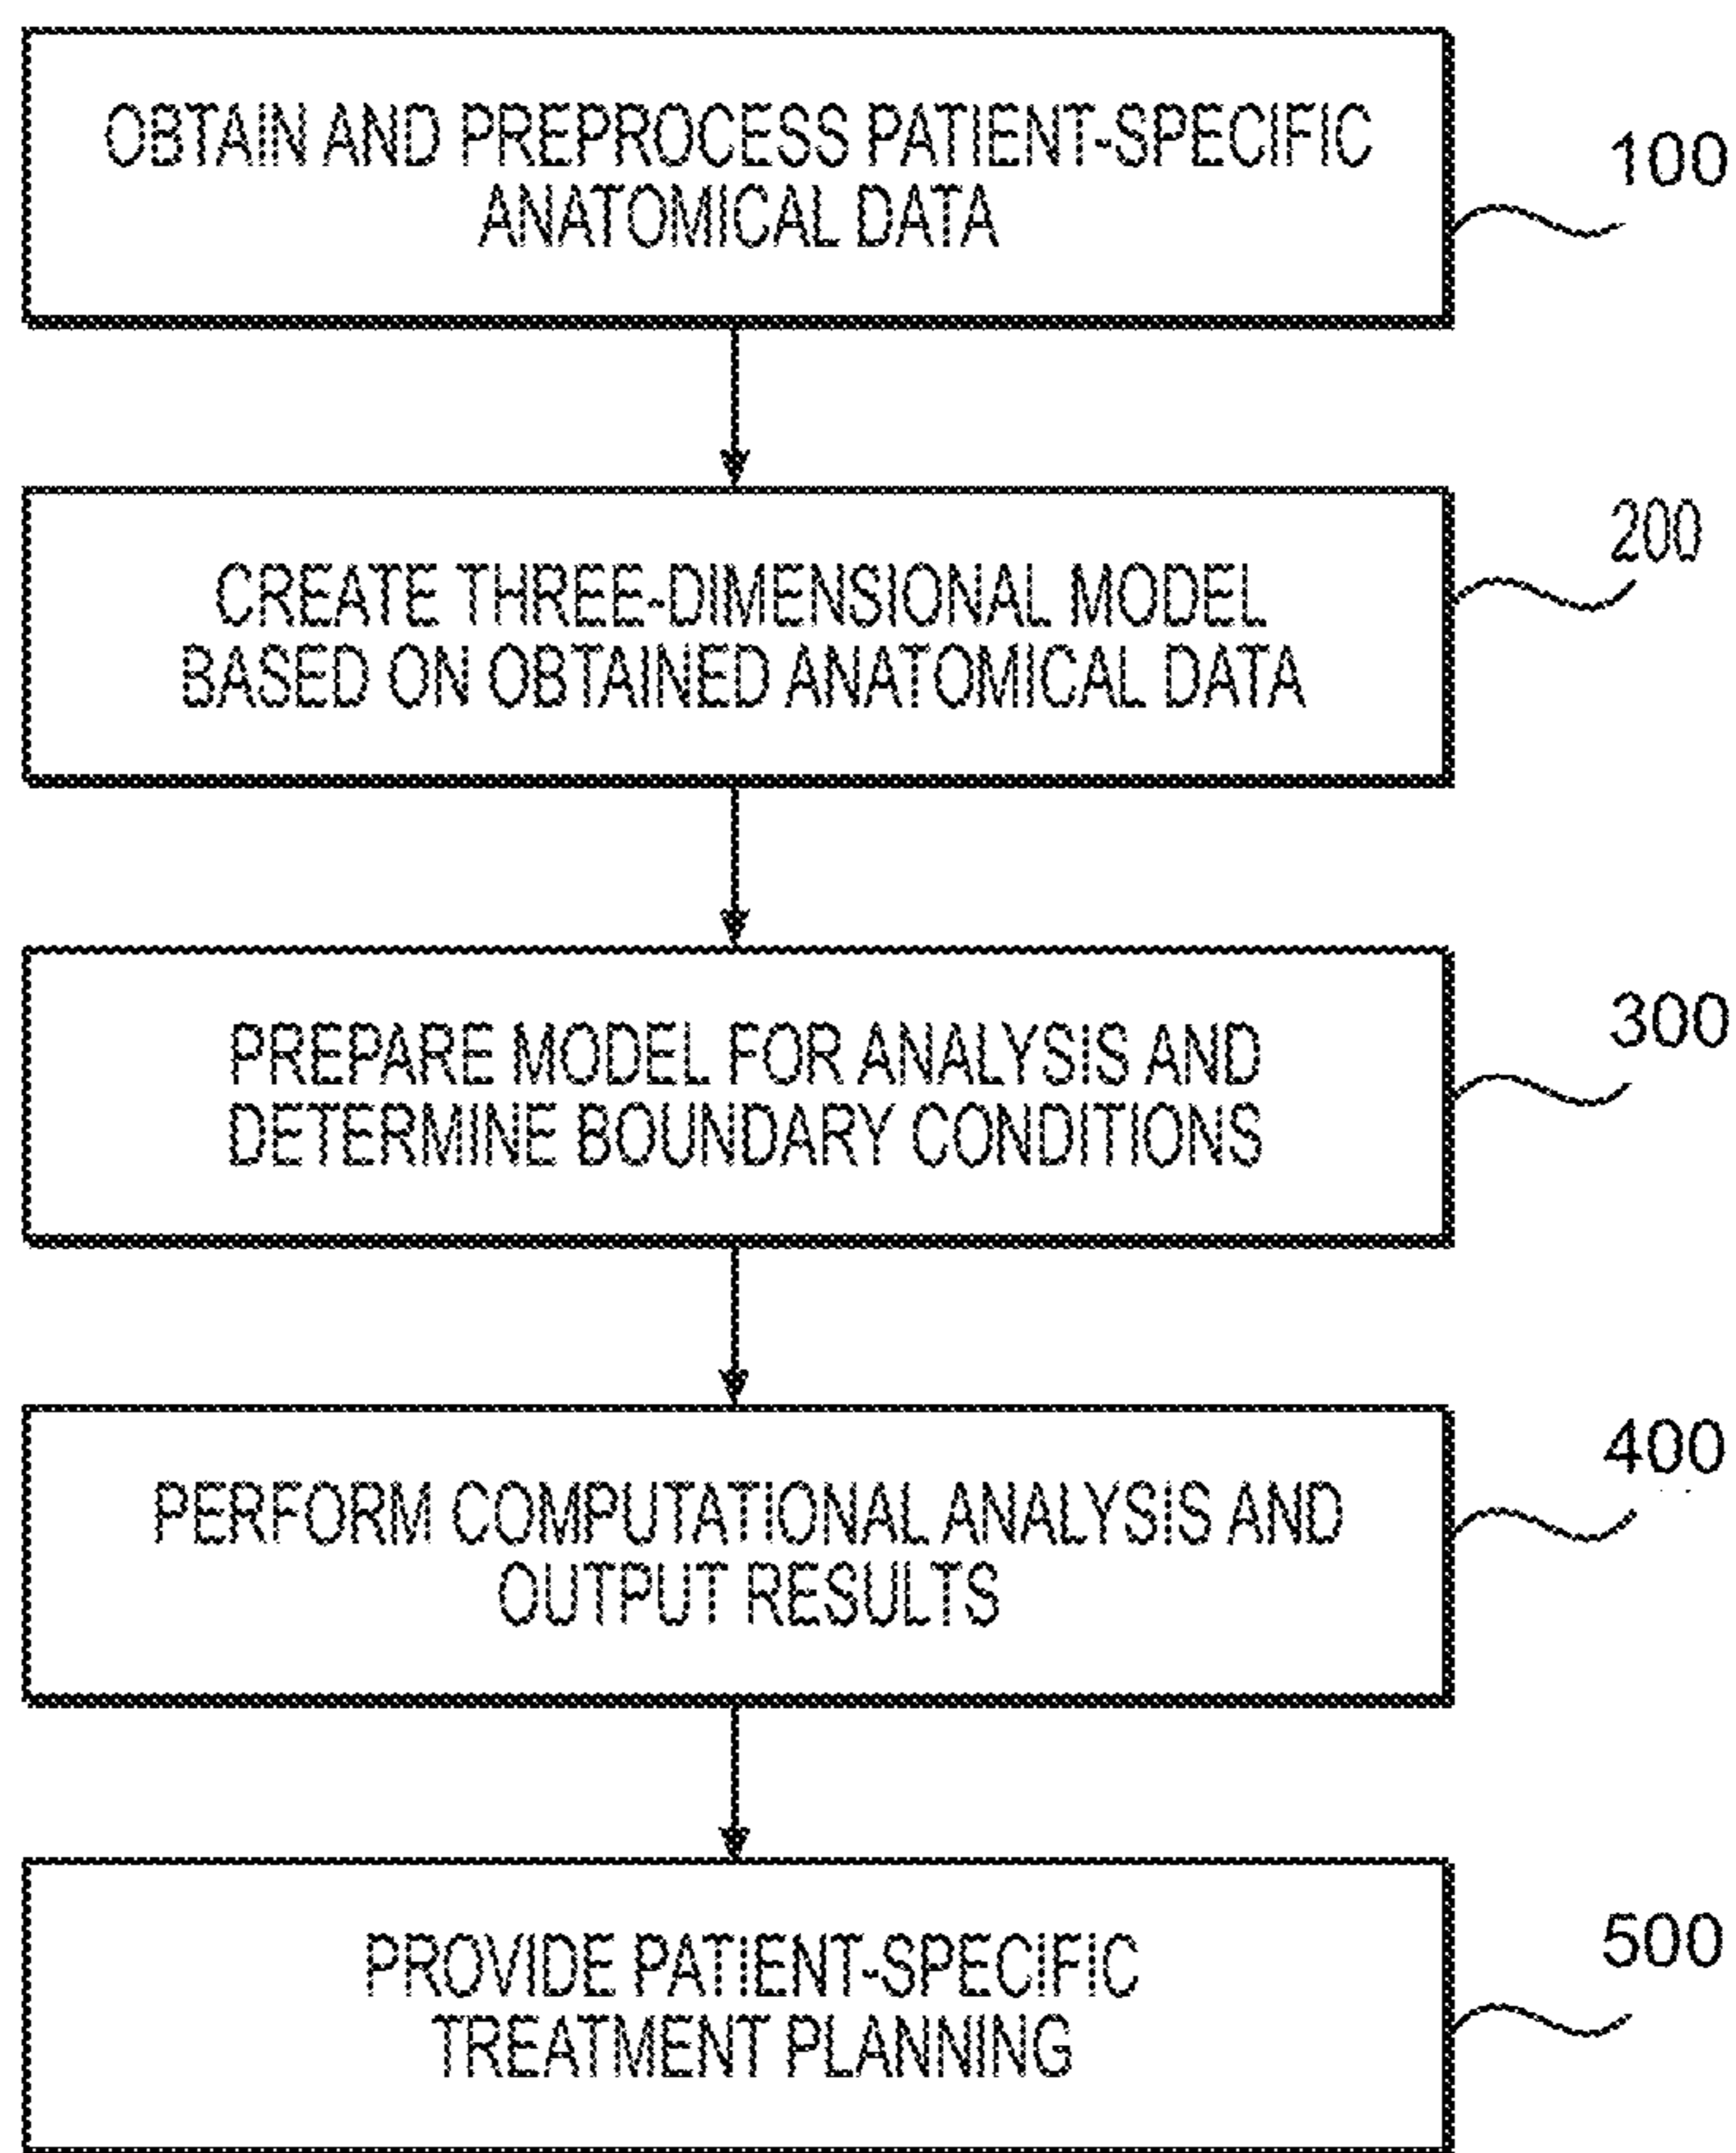 OBTAIN AND PREPROCESS PATIENT-SPECIFIC
ANATOMICAL DATA
100
CREATE THREE-DIMENSIONAL MODEL
BASED ON OBTAINED ANATOMICAL DATA
200
PREPARE MODEL FOR ANALYSIS AND
DETERMINE BOUNDARY CONDITIONS
300
PERFORM COMPUTATIONAL ANALYSIS AND
OUTPUT RESULTS
400
PROVIDE PATIENT-SPECIFIC
TREATMENT PLANNING
500